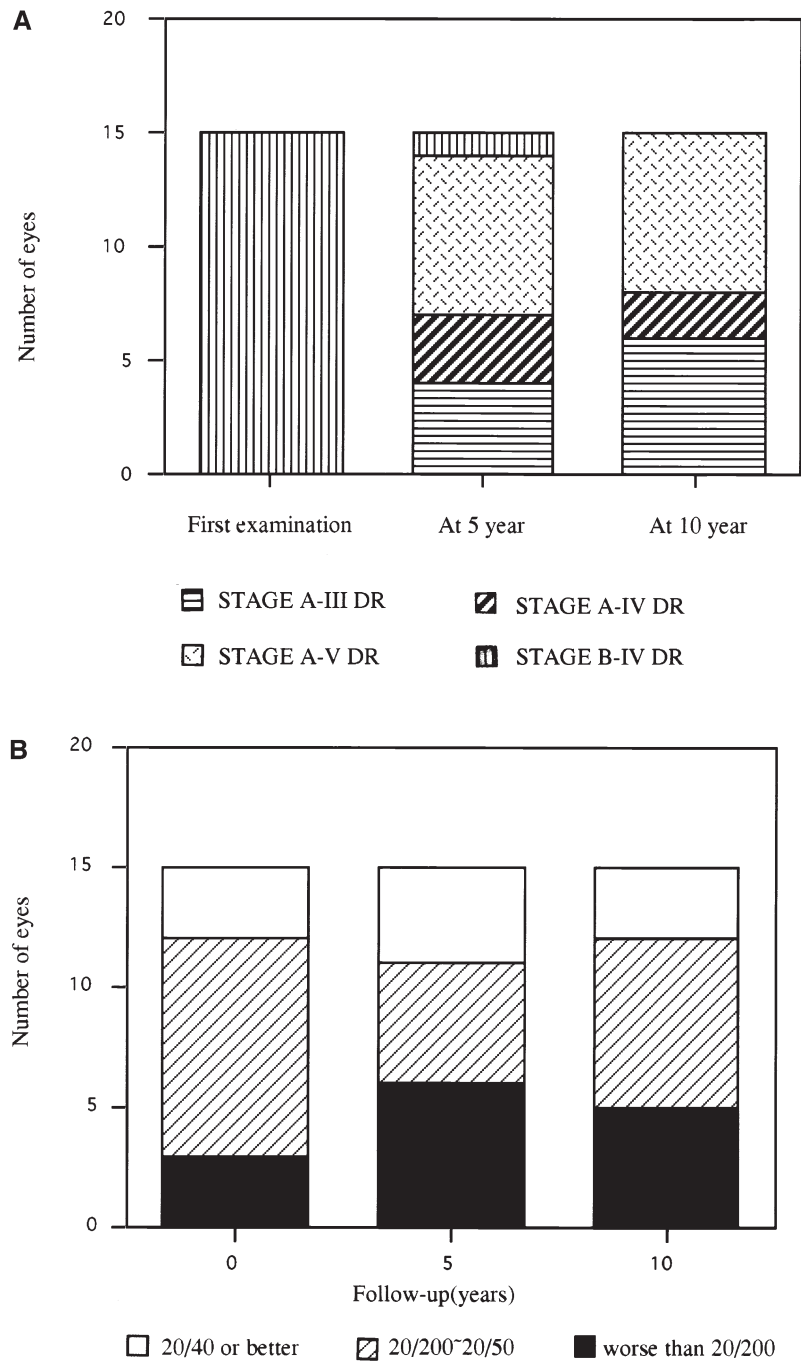 A
20
15
10
5
0
Number of eyes
First examination
At 5 year
At 10 year
STAGE A-III DR
STAGE A-IV DR
STAGE A-V DR
STAGE B-IV DR
B
20
15
10
5
0
Number of eyes
0
5
10
Follow-up(years)
20/40 or better
20/200~20/50
worse than 20/200